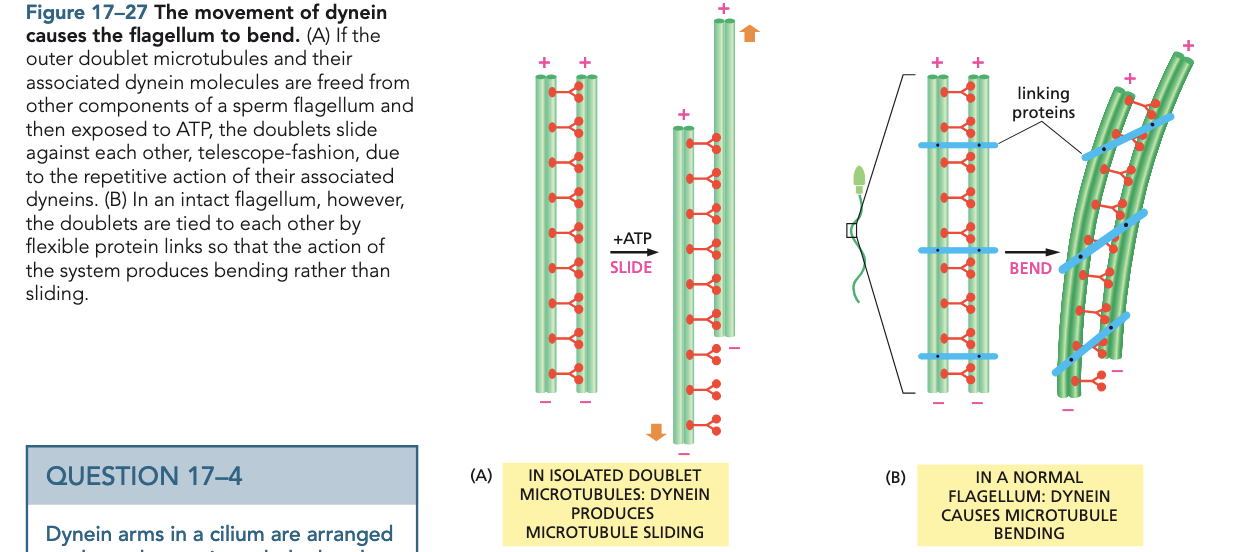 Figure 17–27 The movement of dynein
causes the flagellum to bend. (A) If the
outer doublet microtubules and their
associated dynein molecules are freed from
other components of a sperm flagellum and
then exposed to ATP, the doublets slide
against each other, telescope-fashion, due
to the repetitive action of their associated
dyneins. (B) In an intact flagellum, however,
the doublets are tied to each other by
flexible protein links so that the action of
the system produces bending rather than
sliding.
QUESTION 17–4
Dynein arms in a cilium are arranged
+ +
+
+
+ATP
SLIDE
– –
–
–
(A)
IN ISOLATED DOUBLET
MICROTUBULES: DYNEIN
PRODUCES
MICROTUBULE SLIDING
+ +
linking
proteins
+
+
BEND
– –
–
–
(B)
IN A NORMAL
FLAGELLUM: DYNEIN
CAUSES MICROTUBULE
BENDING